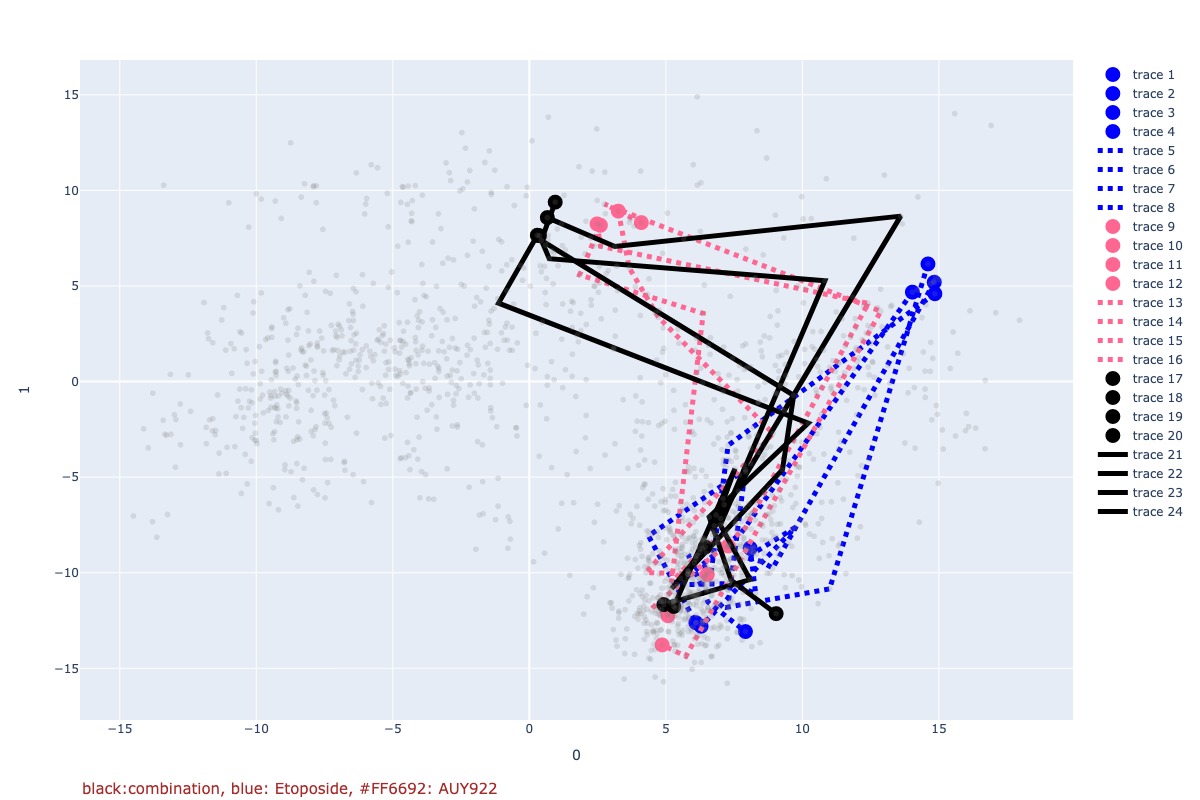 15
10
5
0
−5
−10
−15
−15
−10
−5
0
5
10
15
0
1
trace 1
trace 2
trace 3
trace 4
trace 5
trace 6
trace 7
trace 8
trace 9
trace 10
trace 11
trace 12
trace 13
trace 14
trace 15
trace 16
trace 17
trace 18
trace 19
trace 20
trace 21
trace 22
trace 23
trace 24
black:combination, blue: Etoposide, #FF6692: AUY922